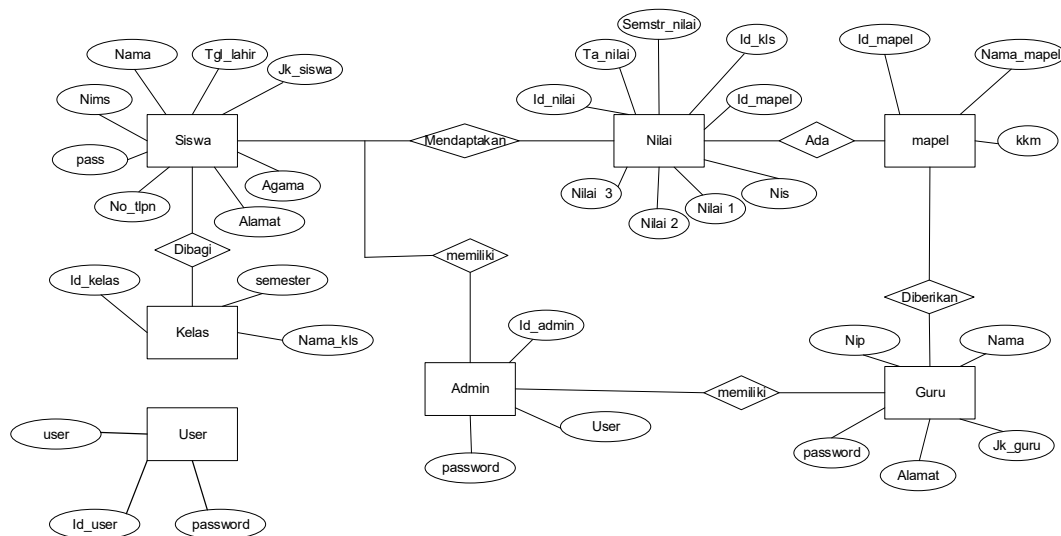 Semstr_nilai
Nama
Tgl_lahir
Ta_nilai
Id_kls
Id_mapel
Nama_mapel
Jk_siswa
Nims
Id_nilai
Id_mapel
Siswa
Mendaptakan
Nilai
Ada
mapel
kkm
pass
Agama
Nis
No_tlpn
Alamat
Nilai 3
Nilai 2
Nilai 1
Dibagi
memiliki
Id_kelas
semester
Diberikan
Kelas
Nama_kls
Id_admin
Nip
Nama
Admin
memiliki
Guru
user
User
User
password
Jk_guru
password
Alamat
Id_user
password